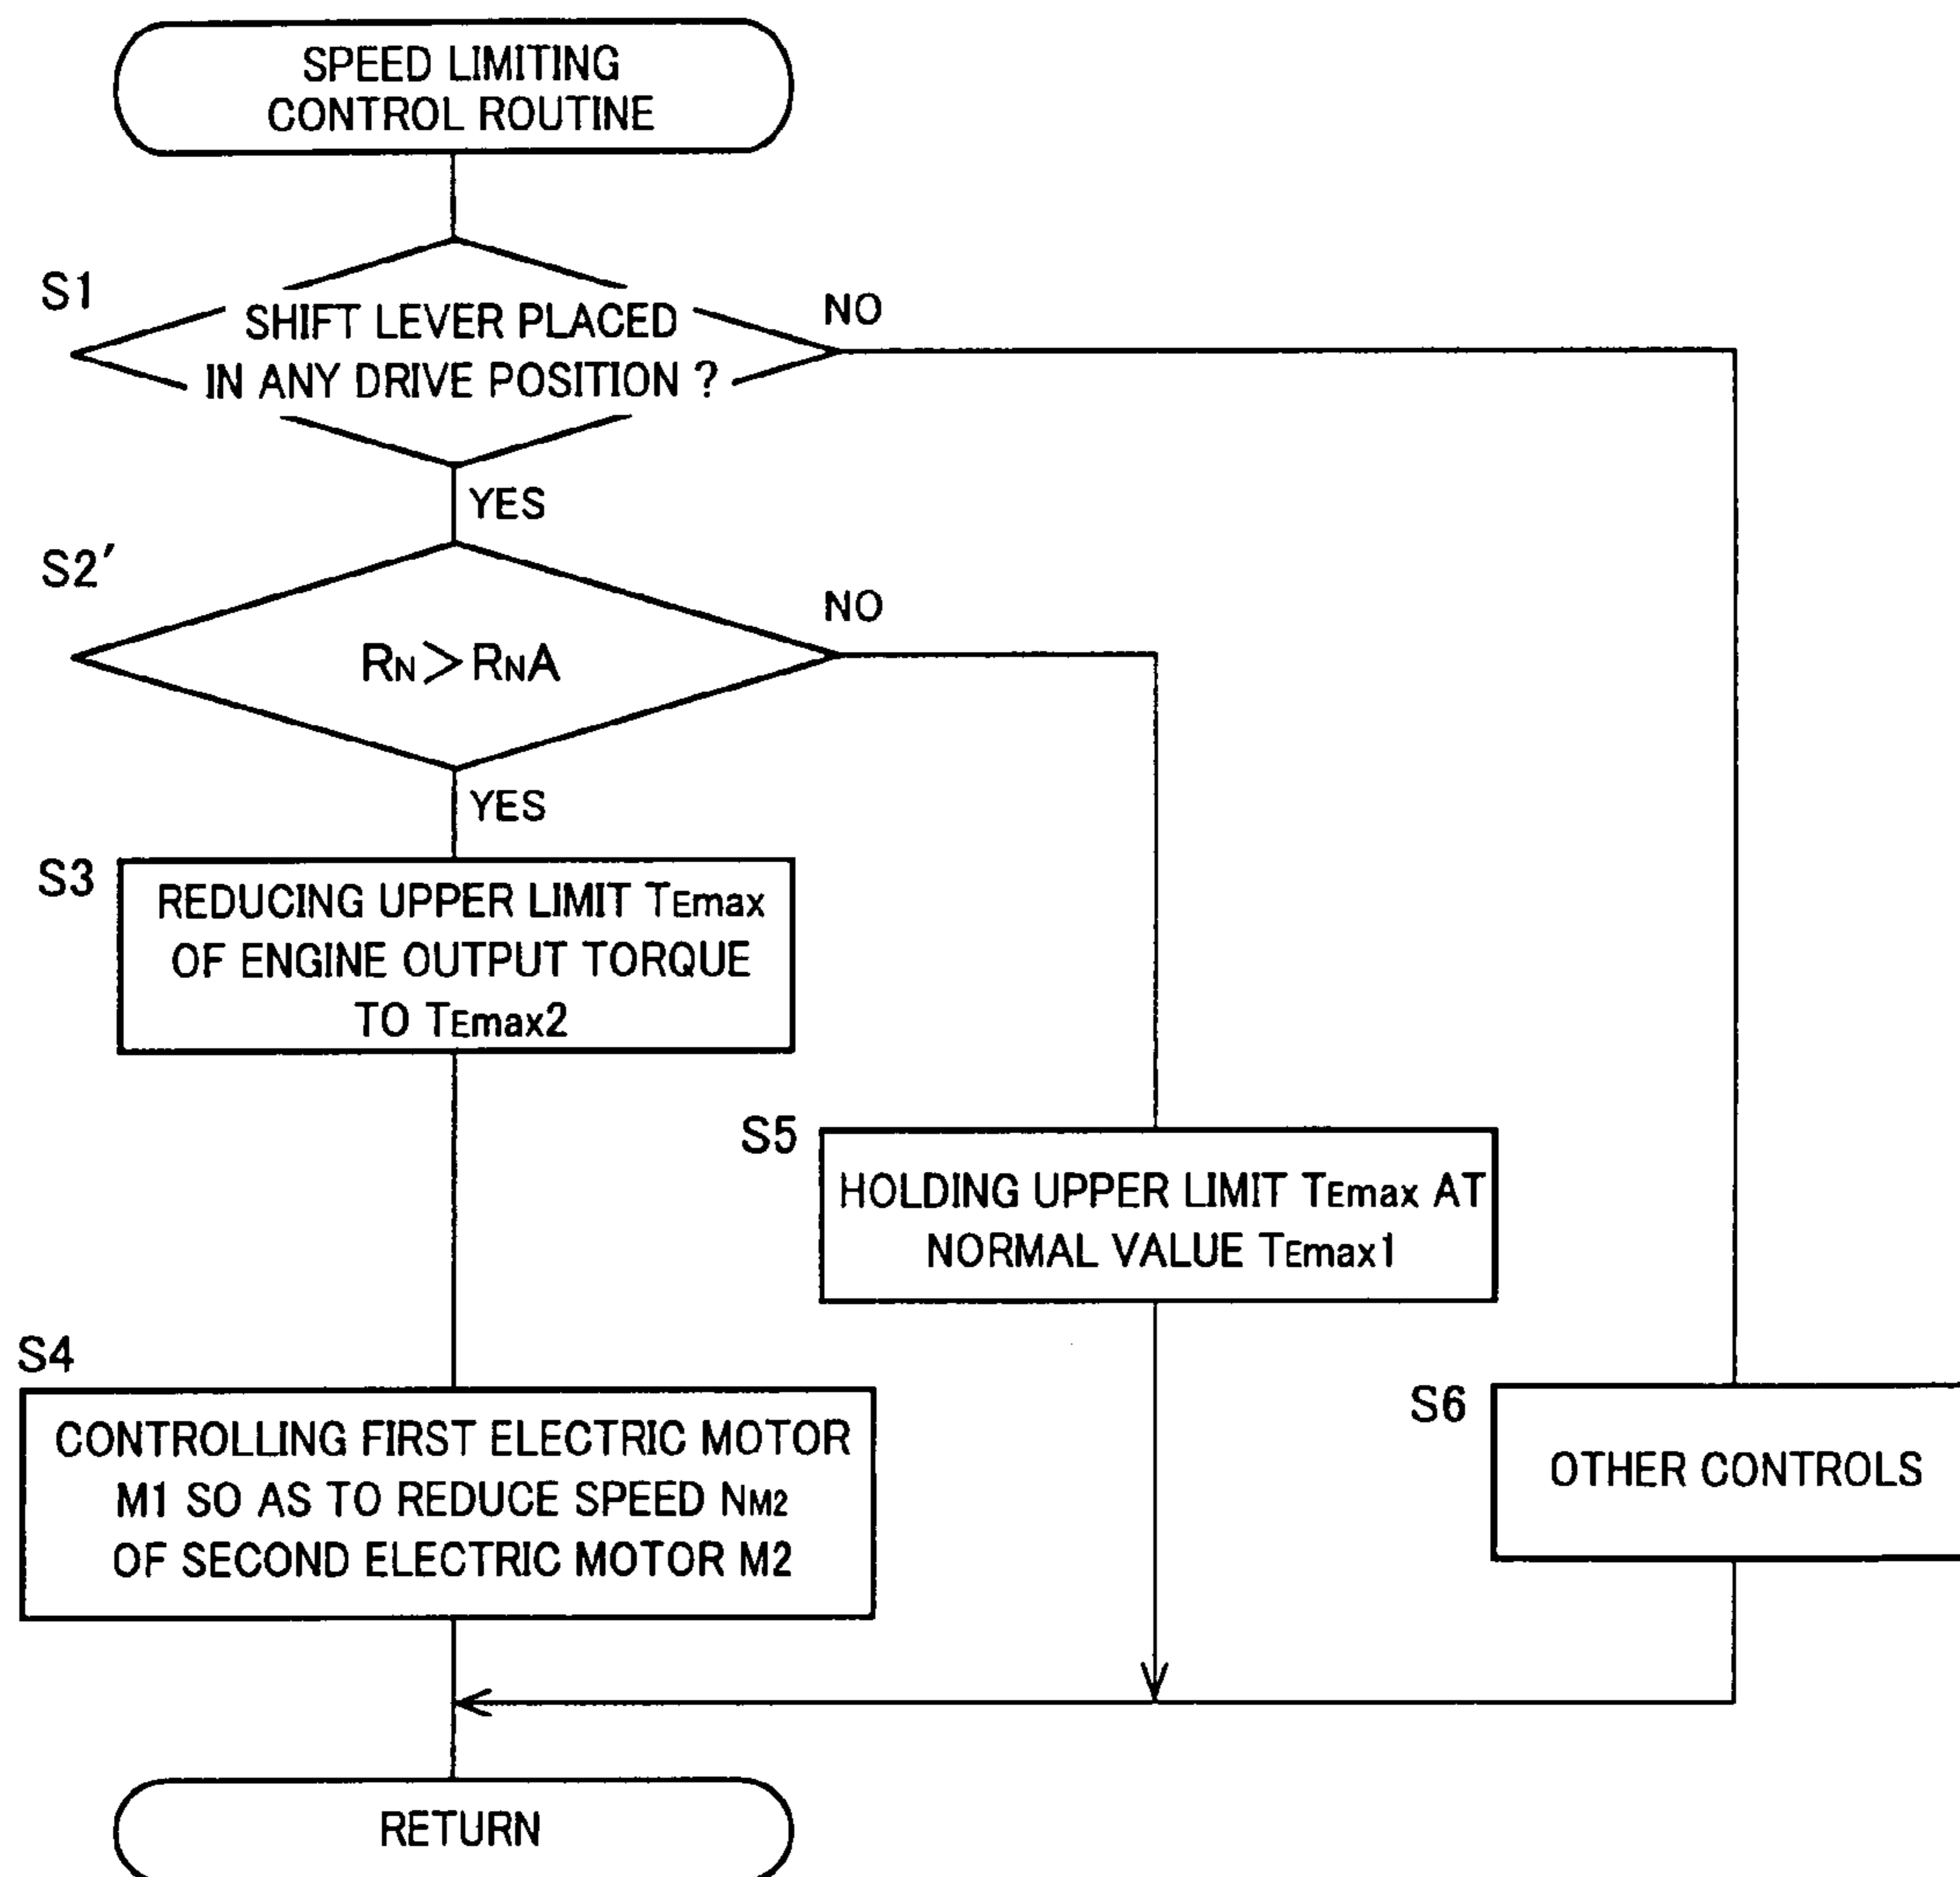 SPEED LIMITING
CONTROL ROUTINE
S1
SHIFT LEVER PLACED
IN ANY DRIVE POSITION ?
NO
YES
S2'
RN>RNA
NO
YES
S3
REDUCING UPPER LIMIT TEmax
OF ENGINE OUTPUT TORQUE
TO TEmax2
S5
HOLDING UPPER LIMIT TEmax AT
NORMAL VALUE TEmax1
S4
CONTROLLING FIRST ELECTRIC MOTOR
M1 SO AS TO REDUCE SPEED NM2
OF SECOND ELECTRIC MOTOR M2
S6
OTHER CONTROLS
RETURN